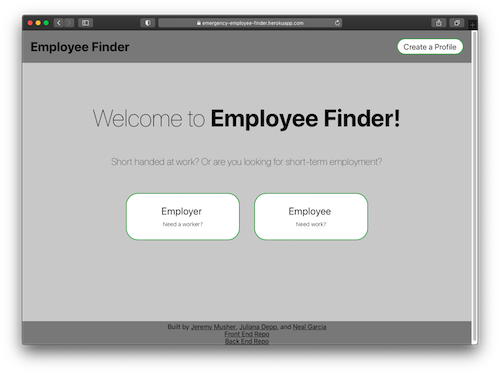 emergency-employee-finder.herokuapp.com
Employee Finder
Create a Profile
Welcome to Employee Finder!
Short handed at work? Or are you looking for short-term employment?
Employer
Need a worker?
Employee
Need work?
Built by Jeremy Musher, Juliana Depp, and Neal Garcia
Front End Repo
Back End Repo